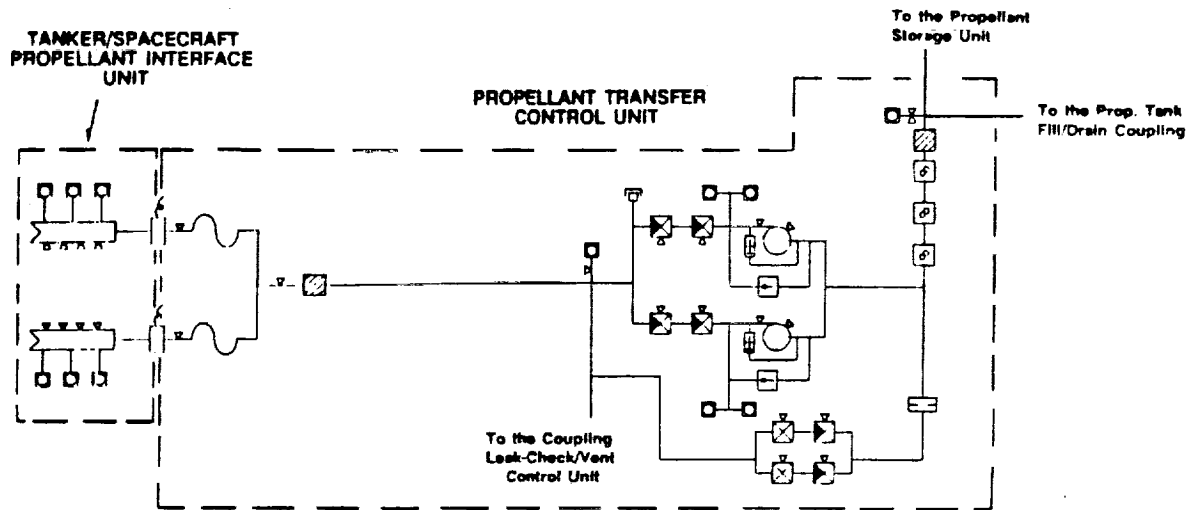 To the Propellant
Storage Unit
TANKER/SPACECRAFT
PROPELLANT INTERFACE
UNIT
PROPELLANT TRANSFER
CONTROL UNIT
To the Prop. Tank
Fill/Drain Coupling
To the Coupling
Leak-Check/Vent
Control Unit